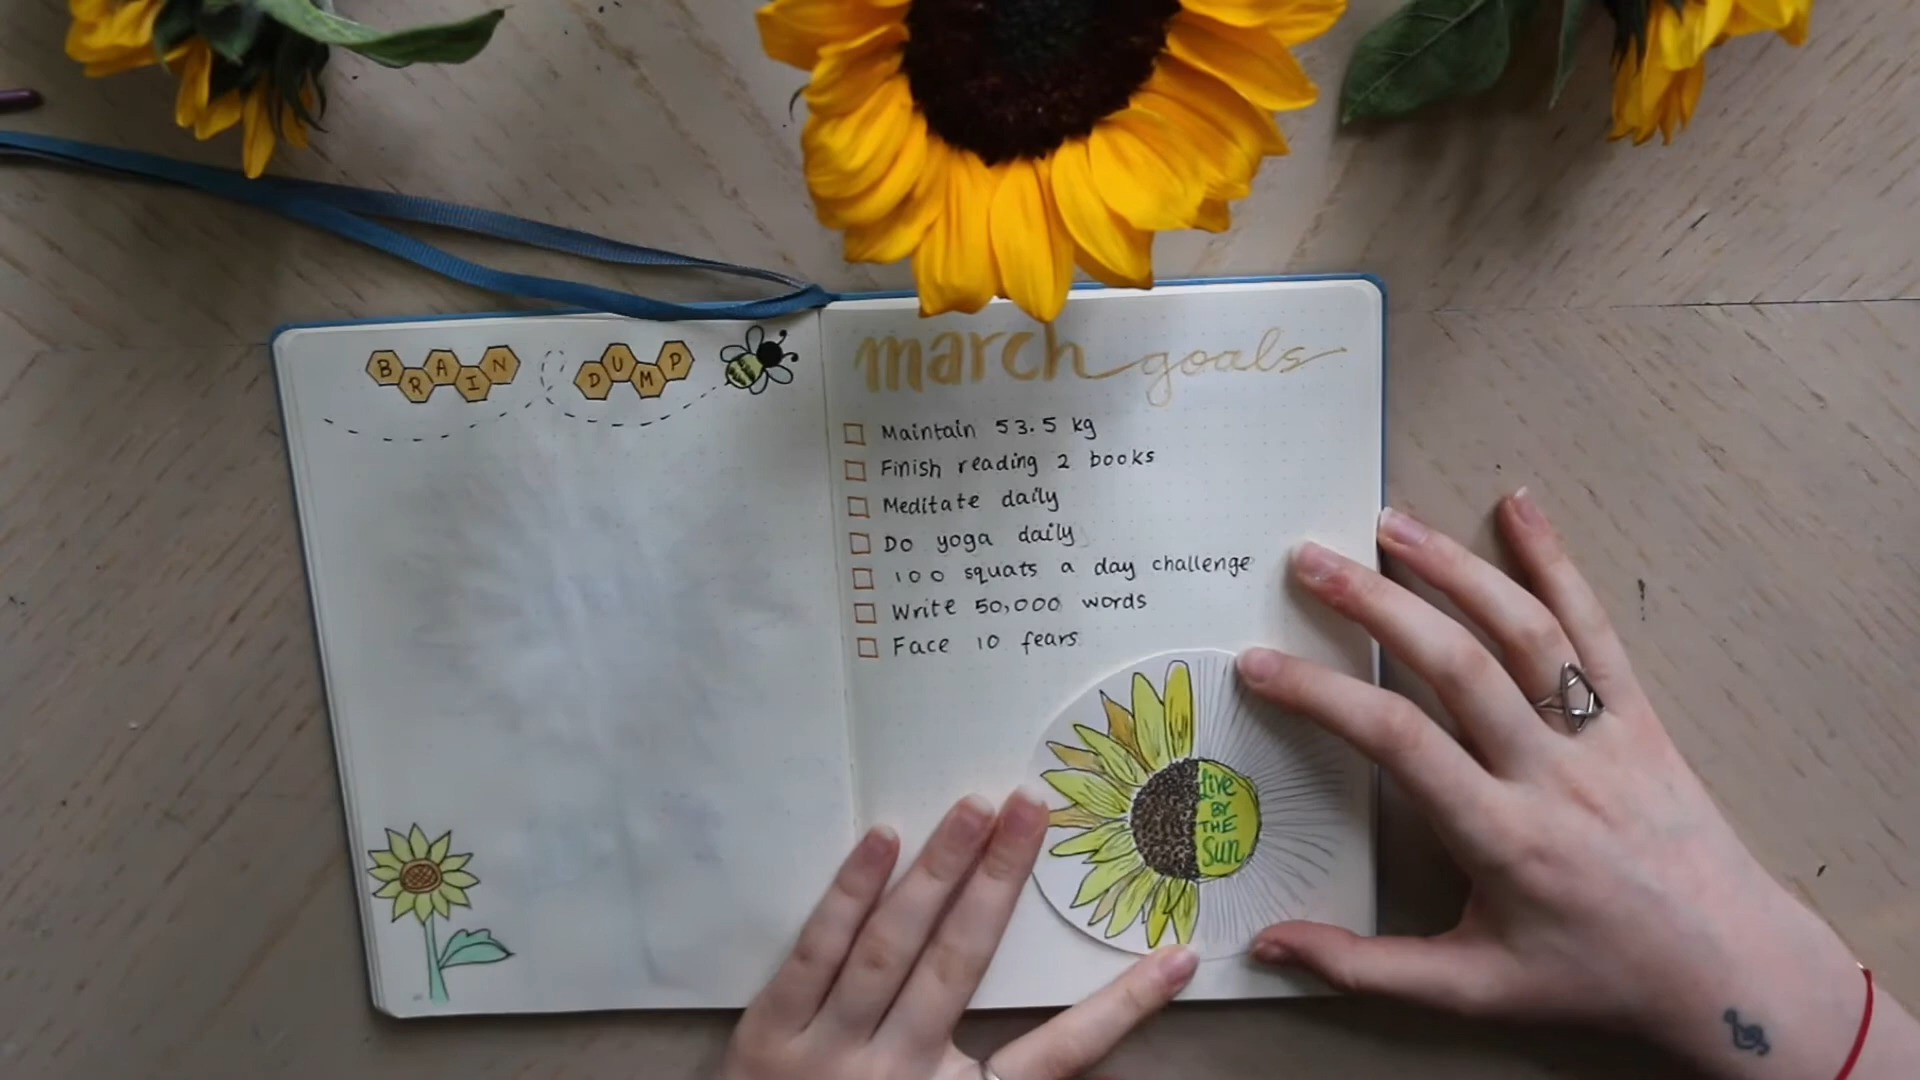 BRAIN DUMP
march goals
Maintain 53.5 kg
Finish reading 2 books
Meditate daily
Do yoga daily
100 squats a day challenge
Write 50,000 words
Face 10 fears
Live
BY
THE
Sun